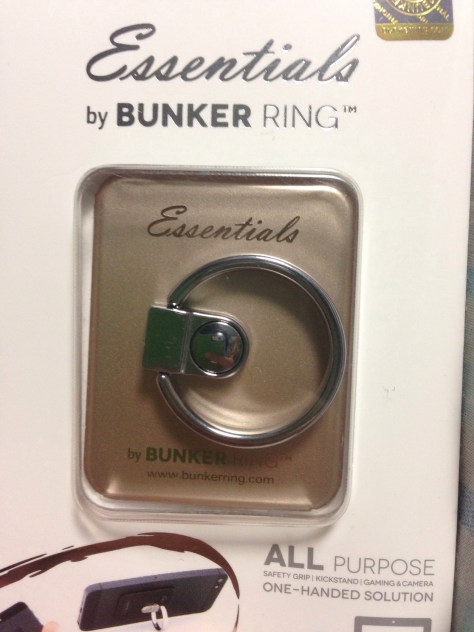 Essentials
by BUNKER RING™
Essentials
by BUNKER RING™
www.bunkerring.com
ALL PURPOSE
SAFETY GRIP | KICKSTAND | GAMING & CAMERA
ONE-HANDED SOLUTION